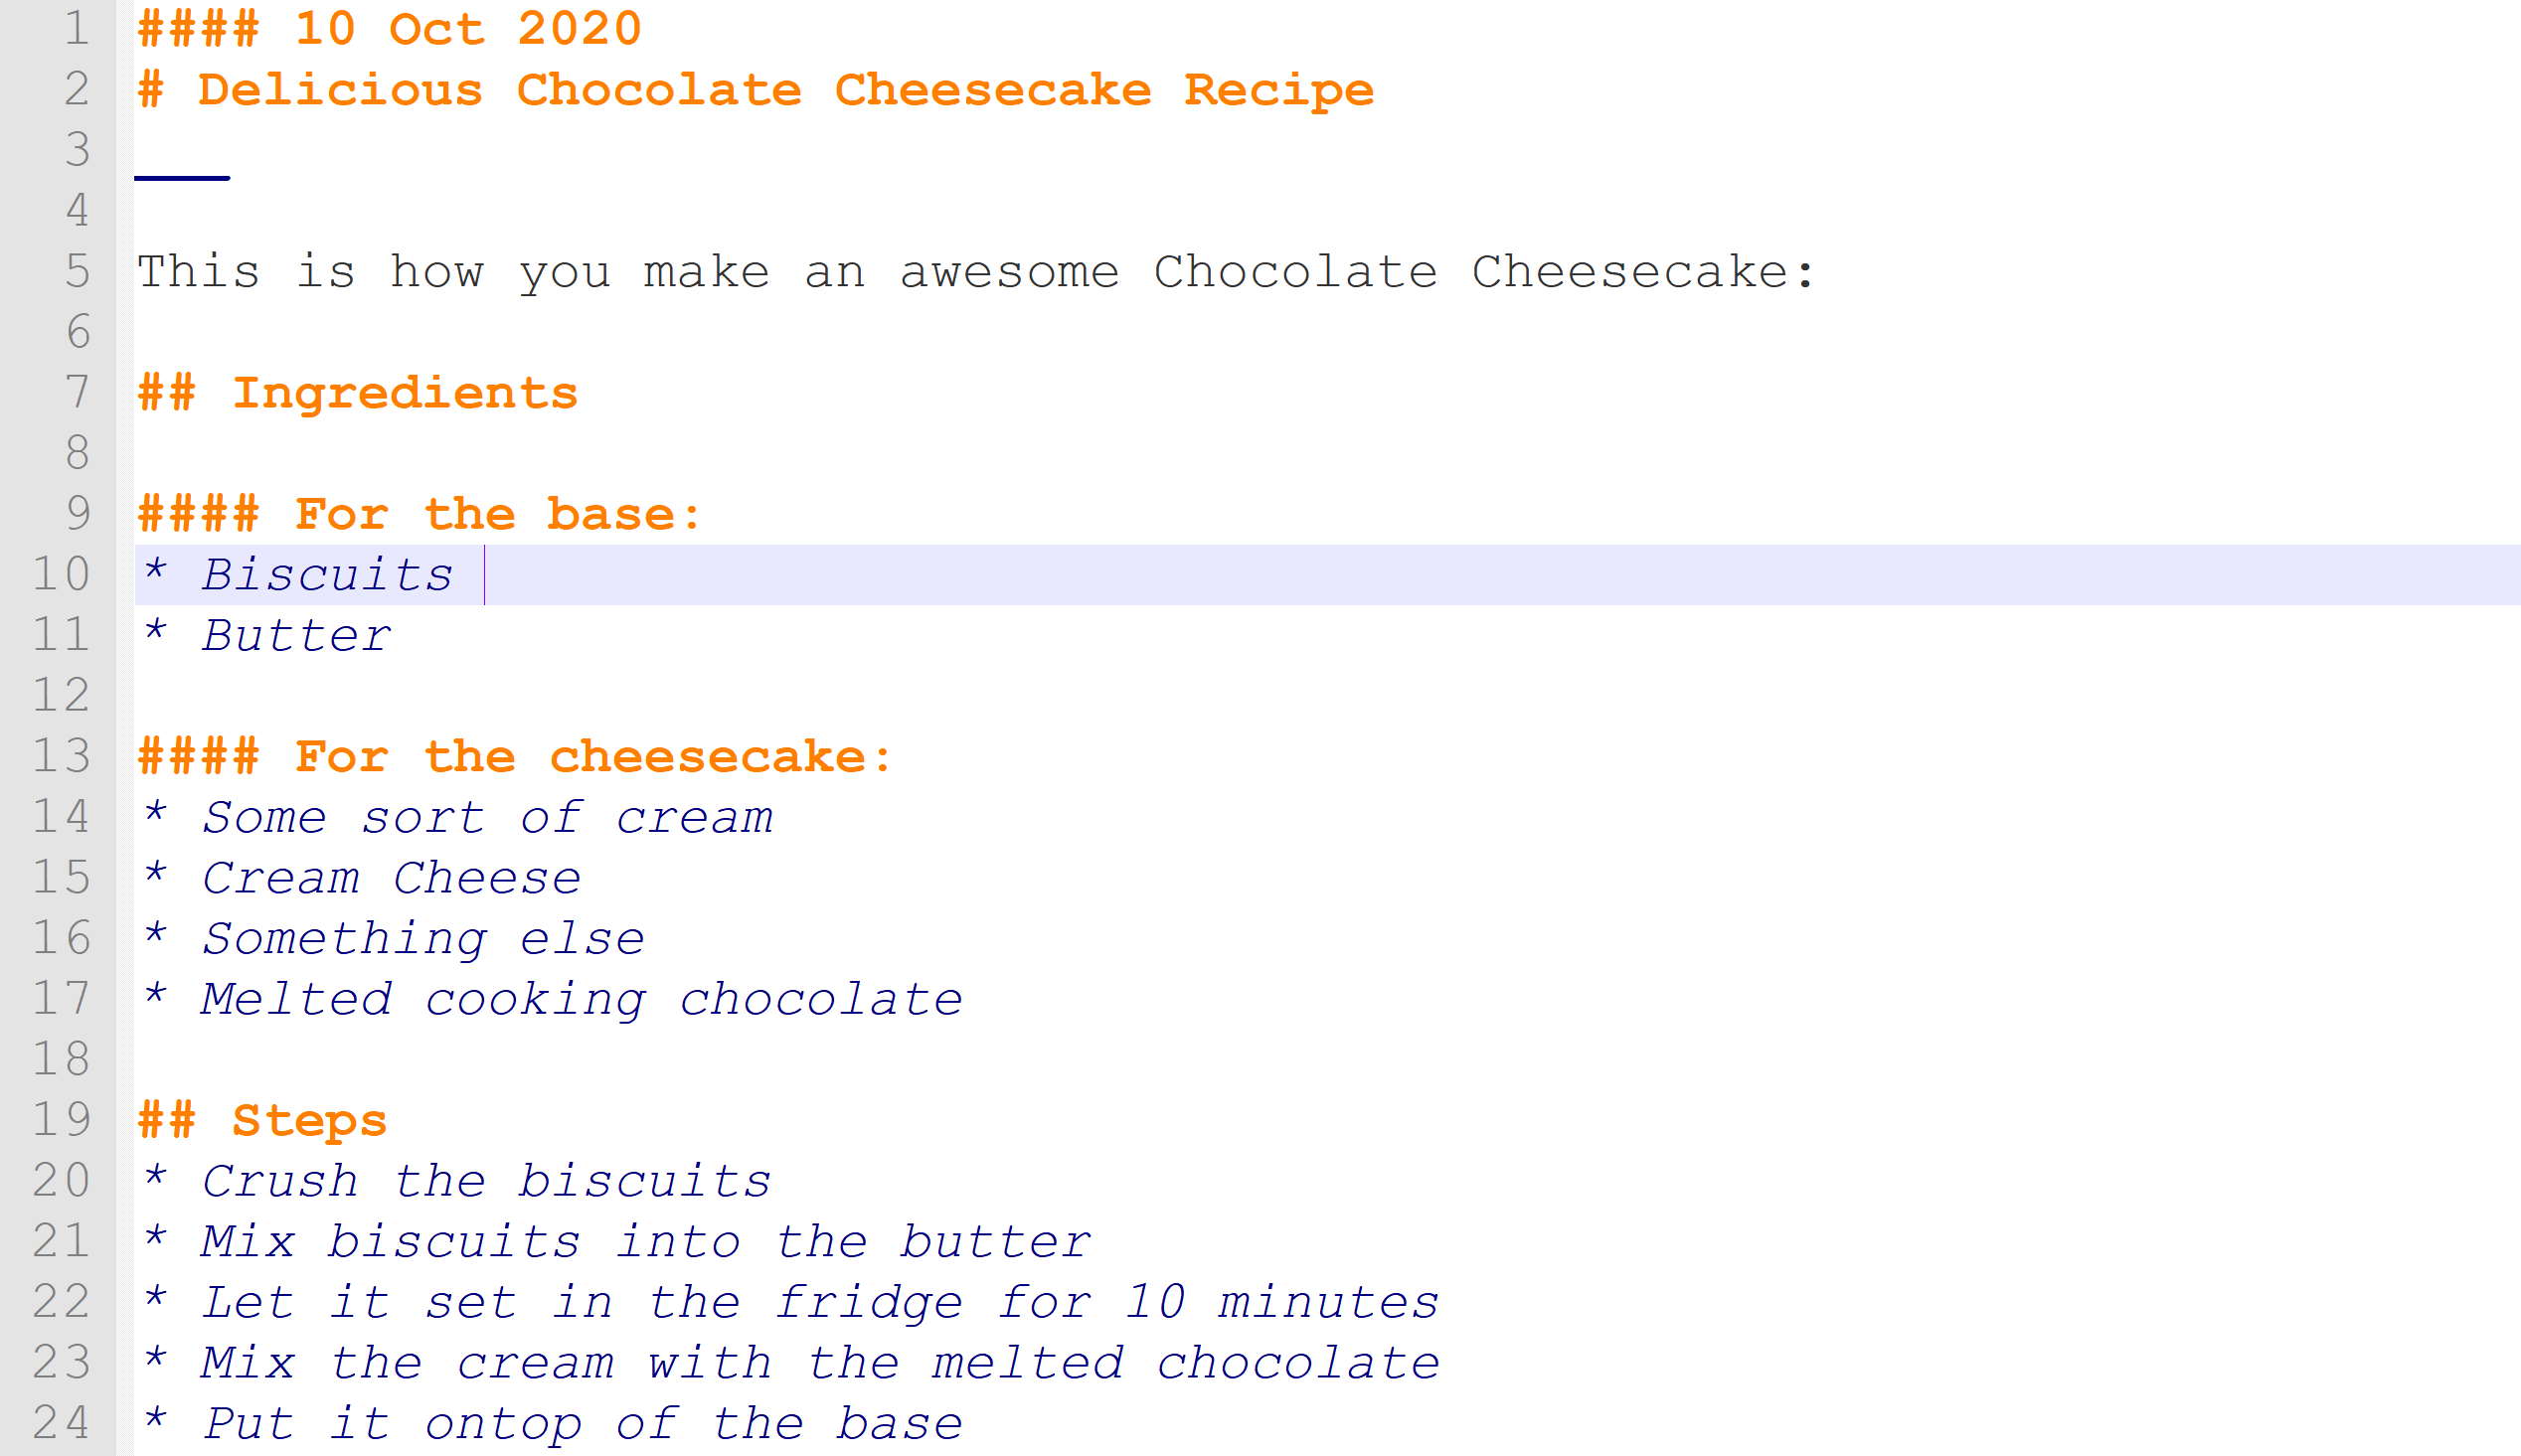 1 #### 10 Oct 2020
2 # Delicious Chocolate Cheesecake Recipe
3 ___
4
5 This is how you make an awesome Chocolate Cheesecake:
6
7 ## Ingredients
8
9 #### For the base:
10 * Biscuits
11 * Butter
12
13 #### For the cheesecake:
14 * Some sort of cream
15 * Cream Cheese
16 * Something else
17 * Melted cooking chocolate
18
19 ## Steps
20 * Crush the biscuits
21 * Mix biscuits into the butter
22 * Let it set in the fridge for 10 minutes
23 * Mix the cream with the melted chocolate
24 * Put it ontop of the base